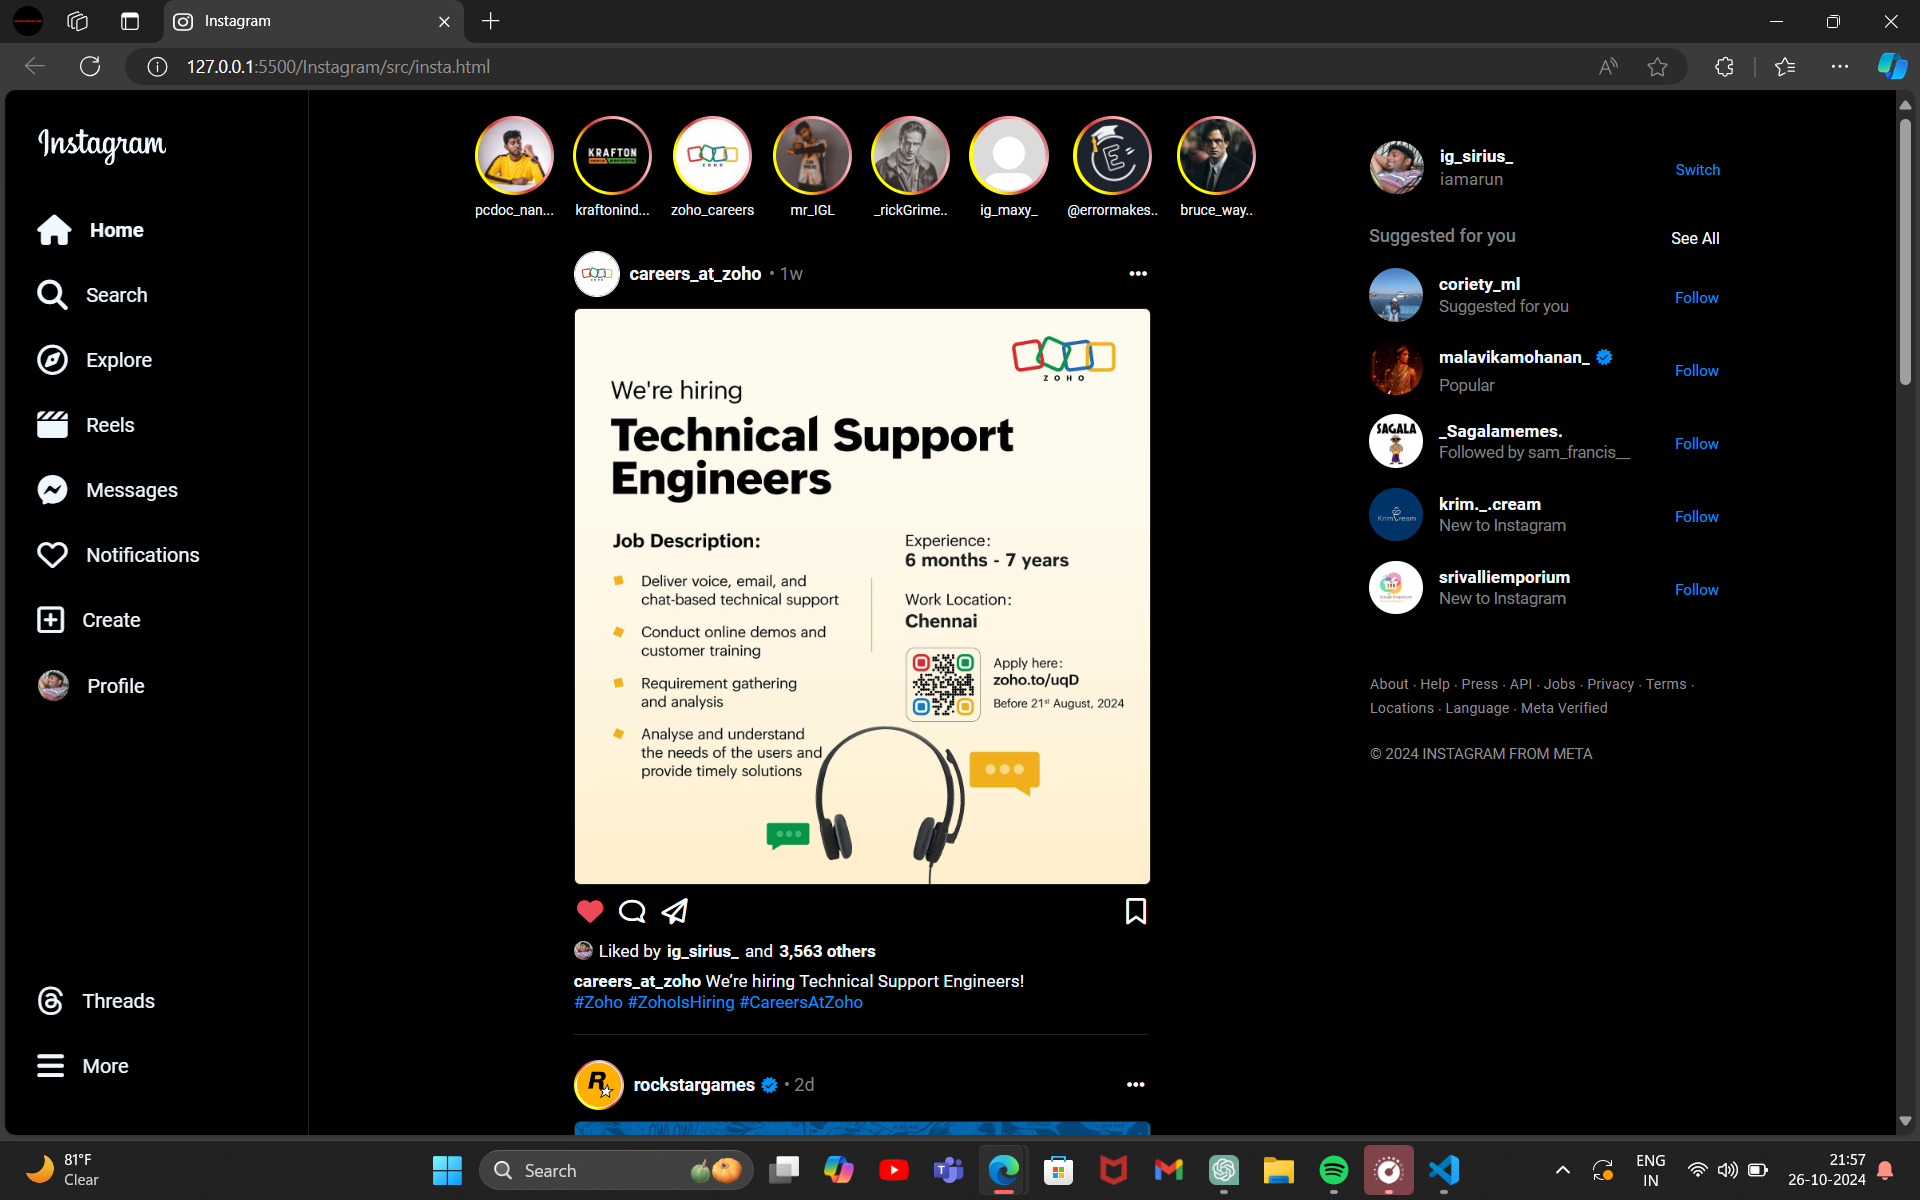 Instagram
127.0.0.1:5500/Instagram/src/insta.html
Instagram
Home
Search
Explore
Reels
Messages
Notifications
Create
Profile
Threads
More
KRAFTON
ZOHO
pcdoc_nan...
kraftonind...
zoho_careers
mr_IGL
_rickGrime..
ig_maxy_
@errormakes..
bruce_way..
careers_at_zoho • 1w
ZOHO
We're hiring
Technical Support
Engineers
Job Description:
Deliver voice, email, and
chat-based technical support
Conduct online demos and
customer training
Requirement gathering
and analysis
Analyse and understand
the needs of the users and
provide timely solutions
Experience:
6 months - 7 years
Work Location:
Chennai
Apply here:
zoho.to/uqD
Before 21st August, 2024
Liked by ig_sirius_ and 3,563 others
careers_at_zoho We're hiring Technical Support Engineers!
#Zoho #ZohoIsHiring #CareersAtZoho
R
rockstargames • 2d
ig_sirius_
iamarun
Switch
Suggested for you
See All
coriety_ml
Suggested for you
Follow
malavikamohanan_
Popular
Follow
SAGALA
_Sagalamemes.
Followed by sam_francis__
Follow
KrimCream
krim._.cream
New to Instagram
Follow
srivalliemporium
New to Instagram
Follow
About · Help · Press · API · Jobs · Privacy · Terms ·
Locations · Language · Meta Verified
© 2024 INSTAGRAM FROM META
81°F
Clear
Search
ENG
IN
21:57
26-10-2024